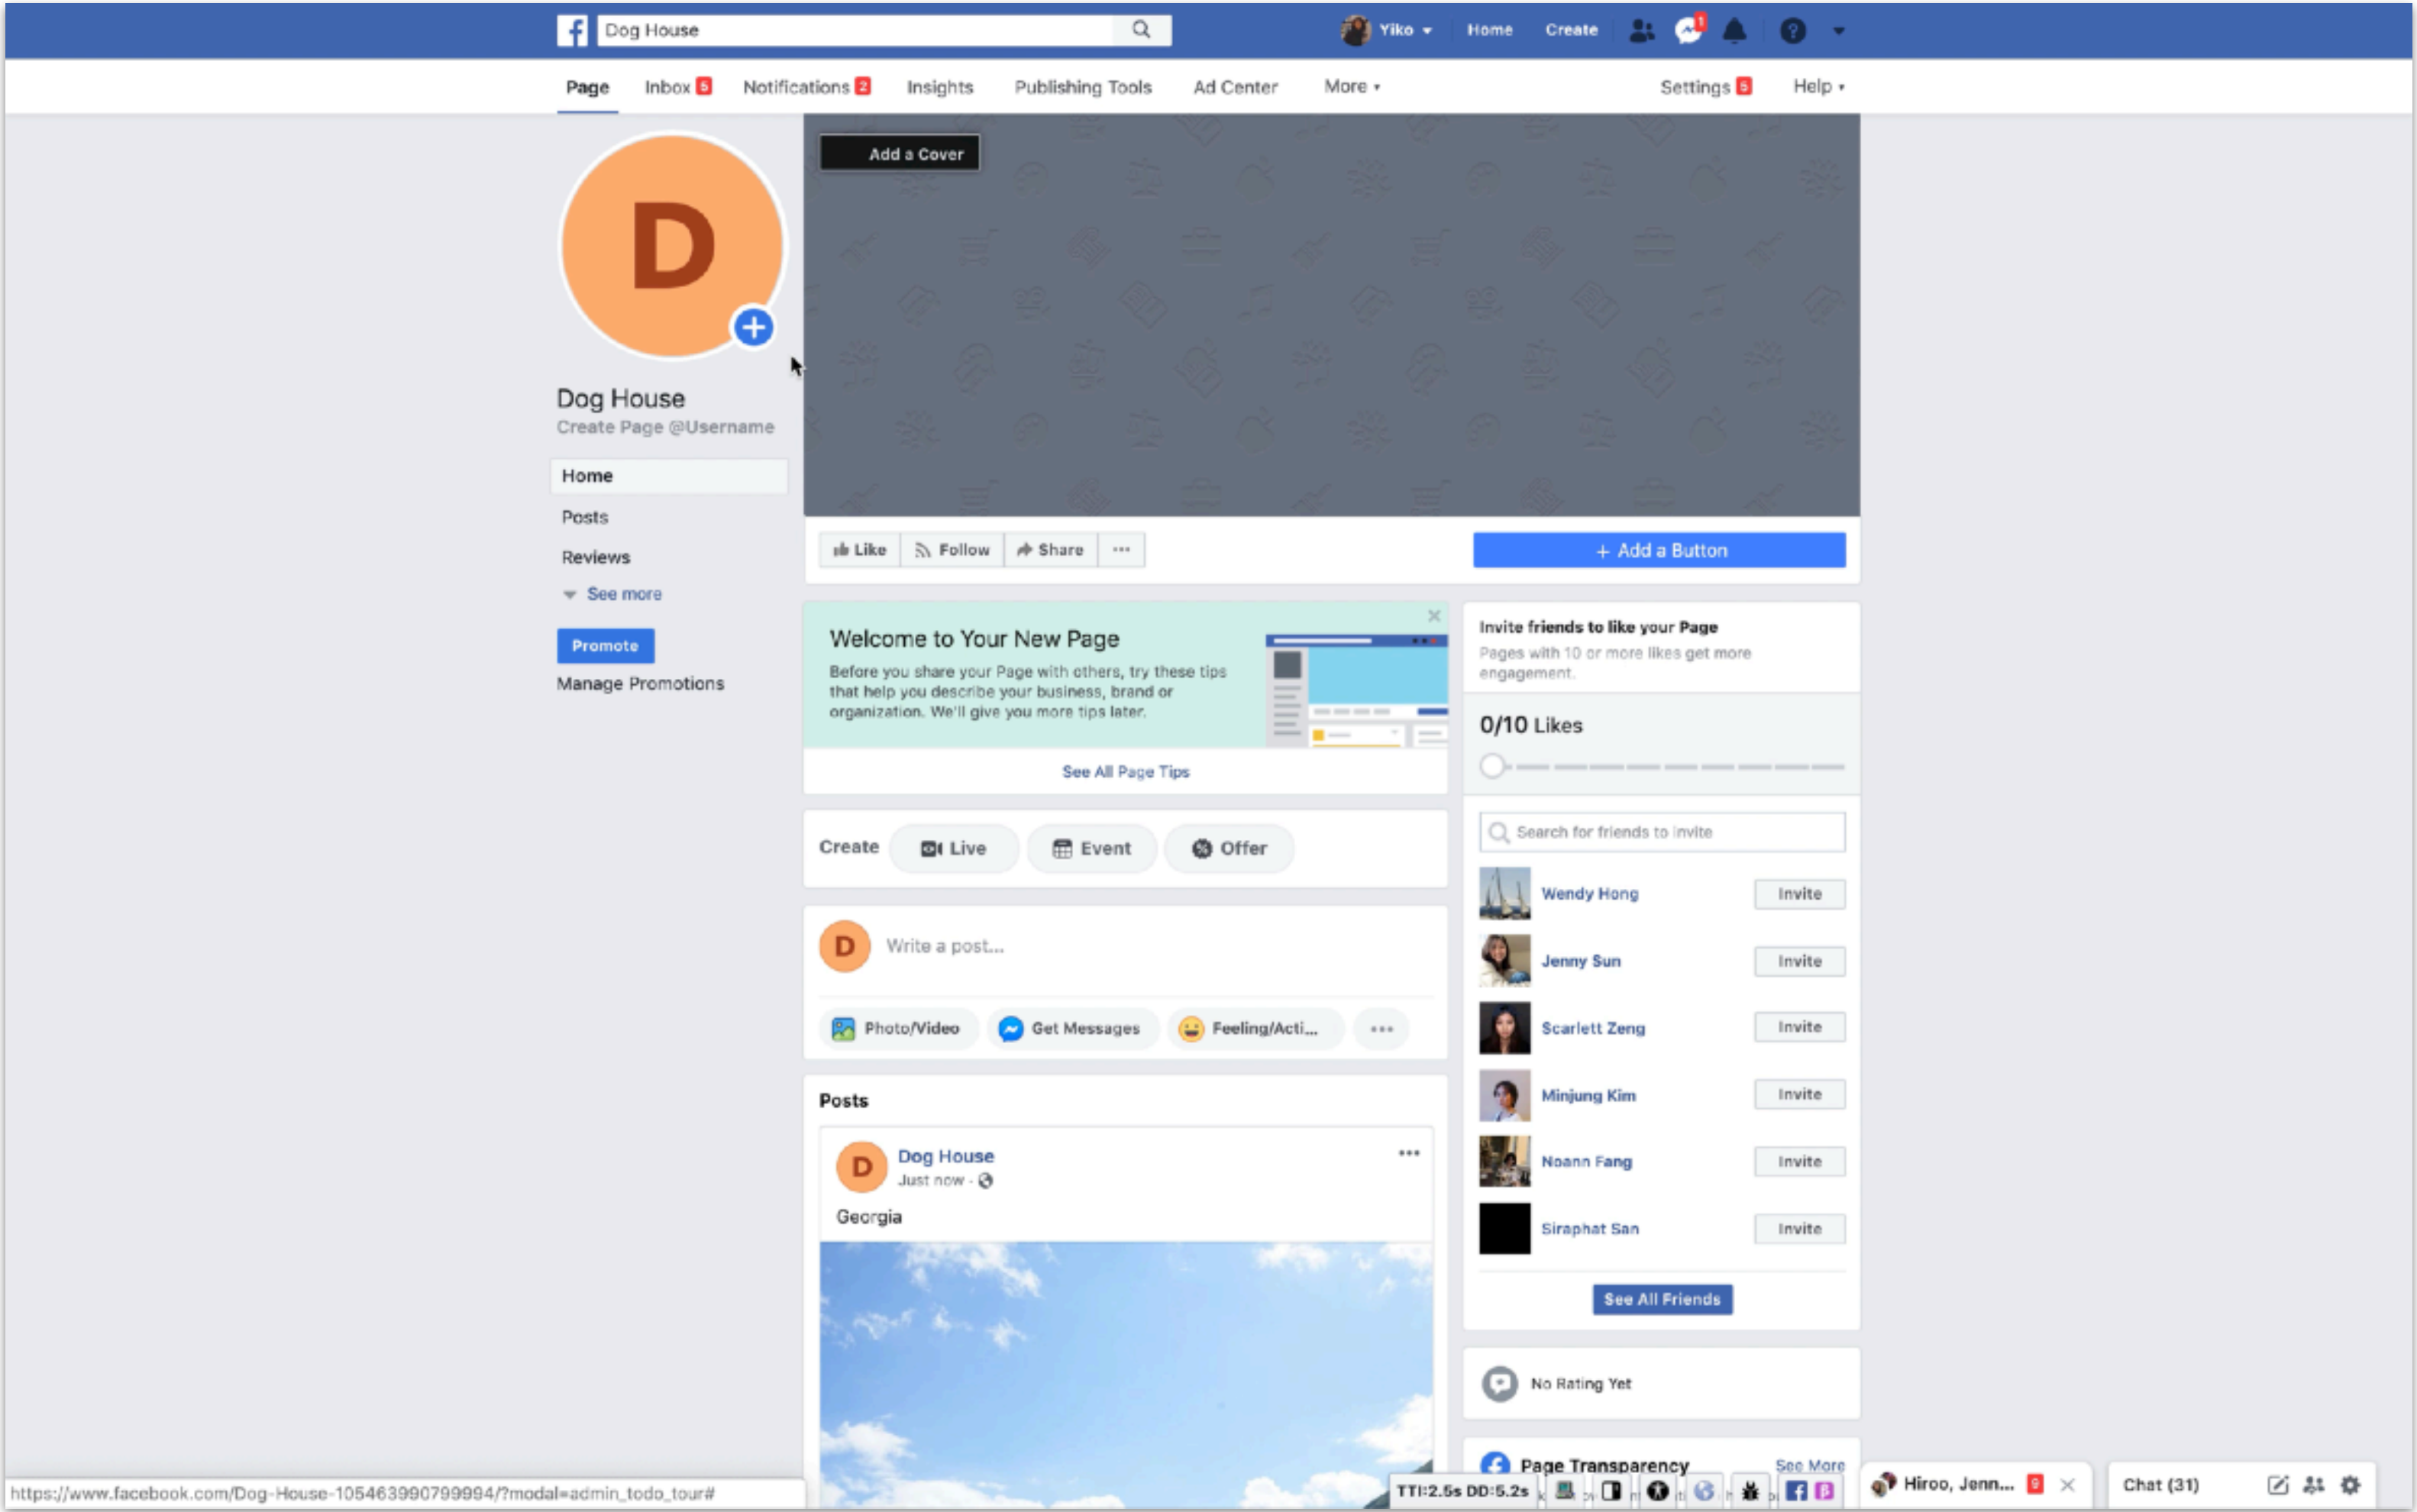 Dog House
Yiko
Home
Create
1
Page
Inbox 5
Notifications 2
Insights
Publishing Tools
Ad Center
More
Settings 5
Help
D
Add a Cover
Dog House
Create Page @Username
Home
Posts
Reviews
See more
Promote
Manage Promotions
Like
Follow
Share
+ Add a Button
Welcome to Your New Page
Before you share your Page with others, try these tips
that help you describe your business, brand or
organization. We'll give you more tips later.
See All Page Tips
Create
Live
Event
Offer
D
Write a post...
Photo/Video
Get Messages
Feeling/Acti...
Posts
D
Dog House
Just now
Georgia
Invite friends to like your Page
Pages with 10 or more likes get more
engagement.
0/10 Likes
Search for friends to invite
Wendy Hong
Invite
Jenny Sun
Invite
Scarlett Zeng
Invite
Minjung Kim
Invite
Noann Fang
Invite
Siraphat San
Invite
See All Friends
No Rating Yet
Page Transparency
See More
https://www.facebook.com/Dog-House-105463990799994/?modal=admin_todo_tour#
TTI:2.5s DD:5.2s
Hiroo, Jenn... 9
Chat (31)